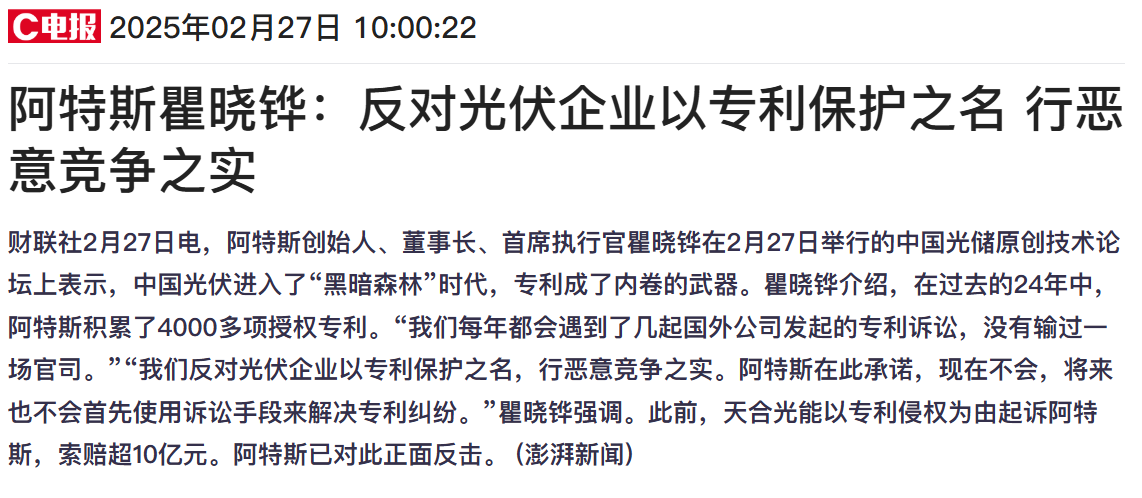 C电报 2025年02月27日 10:00:22
阿特斯瞿晓铧：反对光伏企业以专利保护之名 行恶
意竞争之实
财联社2月27日电，阿特斯创始人、董事长、首席执行官瞿晓铧在2月27日举行的中国光储原创技术论
坛上表示，中国光伏进入了“黑暗森林”时代，专利成了内卷的武器。瞿晓铧介绍，在过去的24年中，
阿特斯积累了4000多项授权专利。“我们每年都会遇到了几起国外公司发起的专利诉讼，没有输过一
场官司。”“我们反对光伏企业以专利保护之名，行恶意竞争之实。阿特斯在此承诺，现在不会，将来
也不会首先使用诉讼手段来解决专利纠纷。”瞿晓铧强调。此前，天合光能以专利侵权为由起诉阿特
斯，索赔超10亿元。阿特斯已对此正面反击。（澎湃新闻）